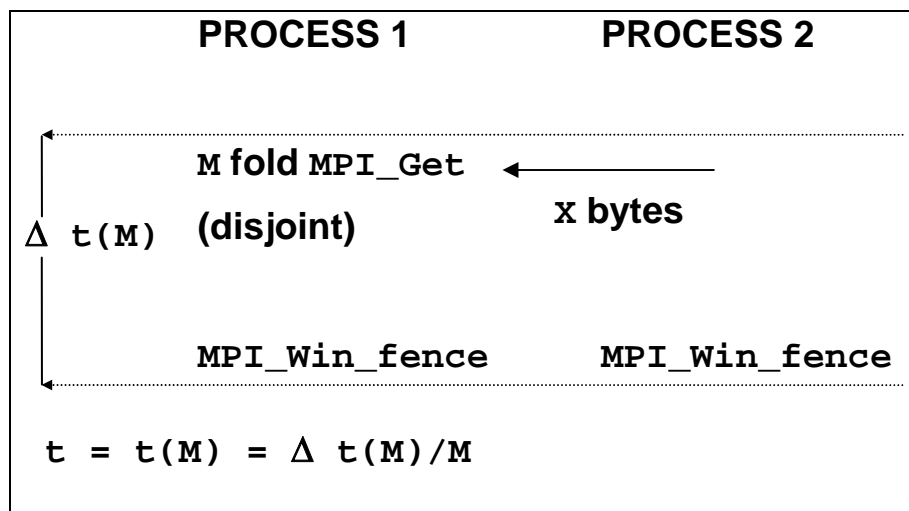 PROCESS 1 PROCESS 2
M fold MPI_Get
(disjoint)
X bytes
Δ t(M)
MPI_Win_fence MPI_Win_fence
t = t(M) = Δ t(M)/M